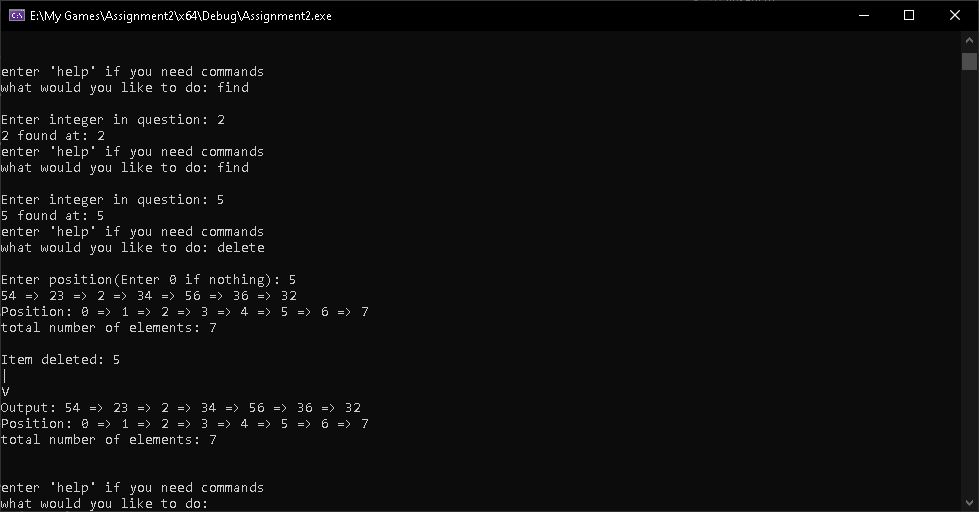 E:\My Games\Assignment2\x64\Debug\Assignment2.exe
enter 'help' if you need commands
what would you like to do: find
Enter integer in question: 2
2 found at: 2
enter 'help' if you need commands
what would you like to do: find
Enter integer in question: 5
5 found at: 5
enter 'help' if you need commands
what would you like to do: delete
Enter position(Enter 0 if nothing): 5
54 => 23 => 2 => 34 => 56 => 36 => 32
Position: 0 => 1 => 2 => 3 => 4 => 5 => 6 => 7
total number of elements: 7
Item deleted: 5
|
V
Output: 54 => 23 => 2 => 34 => 56 => 36 => 32
Position: 0 => 1 => 2 => 3 => 4 => 5 => 6 => 7
total number of elements: 7
enter 'help' if you need commands
what would you like to do: